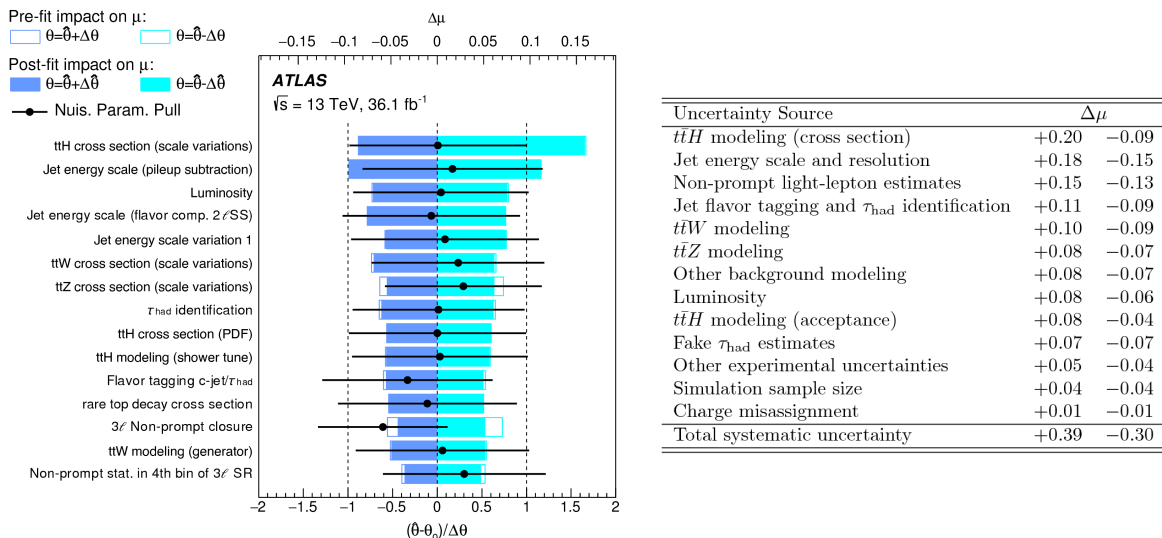 Pre-fit impact on μ:
θ=θ̂+Δθ θ=θ̂-Δθ
Post-fit impact on μ:
θ=θ̂+Δθ̂ θ=θ̂-Δθ̂
Nuis. Param. Pull
Δμ
−0.15 −0.1 −0.05 0 0.05 0.1 0.15
ATLAS
√s = 13 TeV, 36.1 fb⁻¹
ttH cross section (scale variations)
Jet energy scale (pileup subtraction)
Luminosity
Jet energy scale (flavor comp. 2ℓSS)
Jet energy scale variation 1
ttW cross section (scale variations)
ttZ cross section (scale variations)
τhad identification
ttH cross section (PDF)
ttH modeling (shower tune)
Flavor tagging c-jet/τhad
rare top decay cross section
3ℓ Non-prompt closure
ttW modeling (generator)
Non-prompt stat. in 4th bin of 3ℓ SR
−2 −1.5 −1 −0.5 0 0.5 1 1.5 2
(θ̂-θ₀)/Δθ
Uncertainty Source Δμ
tt̄H modeling (cross section) +0.20 −0.09
Jet energy scale and resolution +0.18 −0.15
Non-prompt light-lepton estimates +0.15 −0.13
Jet flavor tagging and τhad identification +0.11 −0.09
tt̄W modeling +0.10 −0.09
tt̄Z modeling +0.08 −0.07
Other background modeling +0.08 −0.07
Luminosity +0.08 −0.06
tt̄H modeling (acceptance) +0.08 −0.04
Fake τhad estimates +0.07 −0.07
Other experimental uncertainties +0.05 −0.04
Simulation sample size +0.04 −0.04
Charge misassignment +0.01 −0.01
Total systematic uncertainty +0.39 −0.30